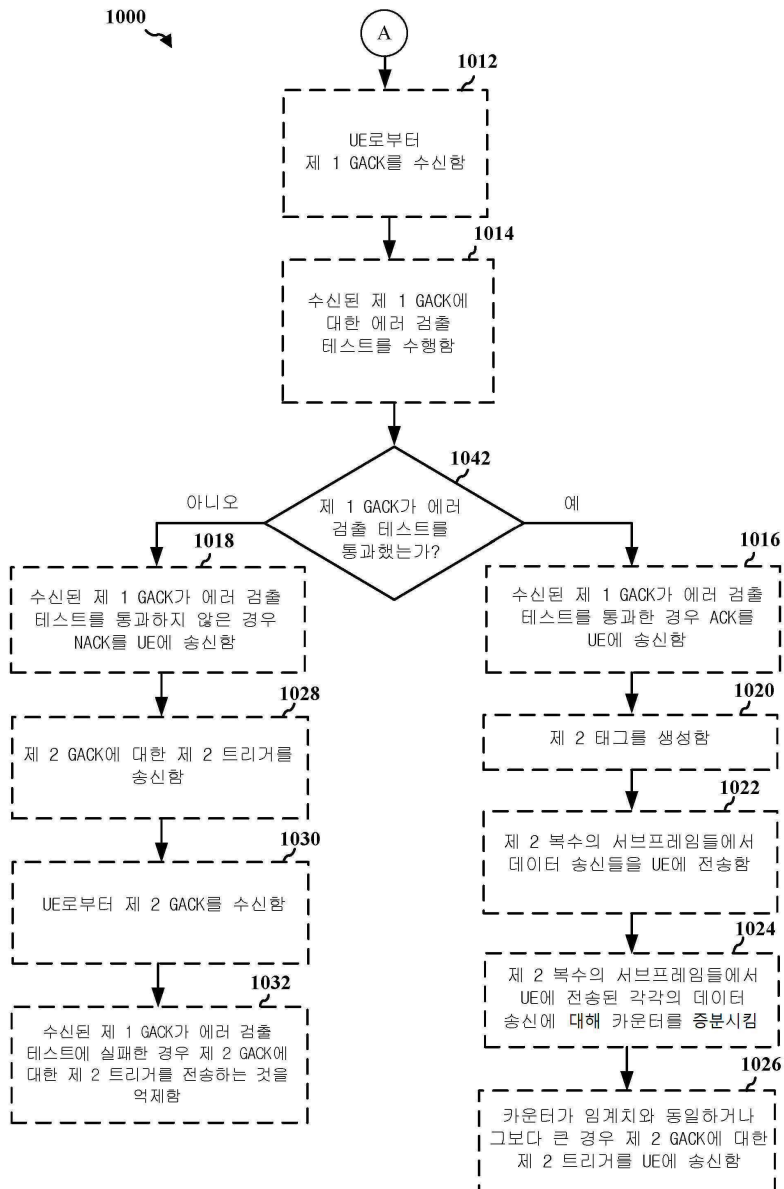 1000
A
1012
UE로부터
제 1 GACK를 수신함
1014
수신된 제 1 GACK에
대한 에러 검출
테스트를 수행함
1042
제 1 GACK가 에러
검출 테스트를
통과했는가?
아니오
예
1018
수신된 제 1 GACK가 에러 검출
테스트를 통과하지 않은 경우
NACK를 UE에 송신함
1028
제 2 GACK에 대한 제 2 트리거를
송신함
1030
UE로부터 제 2 GACK를 수신함
1032
수신된 제 1 GACK가 에러 검출
테스트에 실패한 경우 제 2 GACK에
대한 제 2 트리거를 전송하는 것을
억제함
1016
수신된 제 1 GACK가 에러 검출
테스트를 통과한 경우 ACK를
UE에 송신함
1020
제 2 태그를 생성함
1022
제 2 복수의 서브프레임들에서
데이터 송신들을 UE에 전송함
1024
제 2 복수의 서브프레임들에서
UE에 전송된 각각의 데이터
송신에 대해 카운터를 증분시킴
1026
카운터가 임계치와 동일하거나
그보다 큰 경우 제 2 GACK에 대한
제 2 트리거를 UE에 송신함